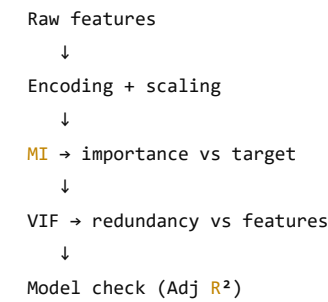 Raw features
↓
Encoding + scaling
↓
MI → importance vs target
↓
VIF → redundancy vs features
↓
Model check (Adj R²)